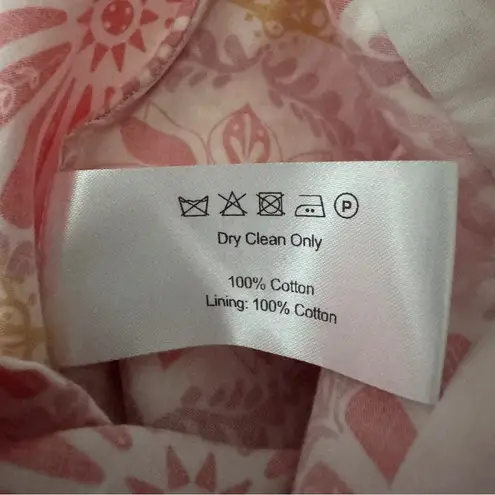 P
Dry Clean Only
100% Cotton
Lining: 100% Cotton